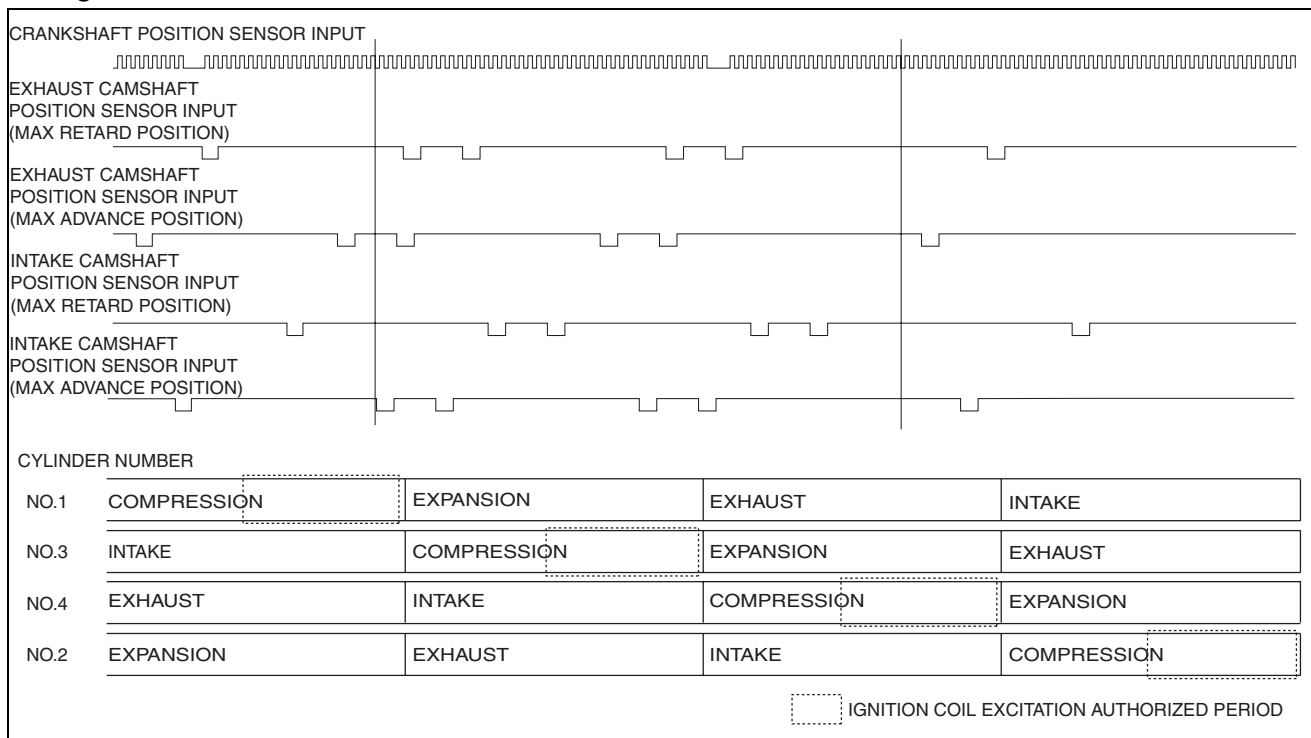 CRANKSHAFT POSITION SENSOR INPUT
EXHAUST CAMSHAFT
POSITION SENSOR INPUT
(MAX RETARD POSITION)
EXHAUST CAMSHAFT
POSITION SENSOR INPUT
(MAX ADVANCE POSITION)
INTAKE CAMSHAFT
POSITION SENSOR INPUT
(MAX RETARD POSITION)
INTAKE CAMSHAFT
POSITION SENSOR INPUT
(MAX ADVANCE POSITION)
CYLINDER NUMBER
NO.1 COMPRESSION EXPANSION EXHAUST INTAKE
NO.3 INTAKE COMPRESSION EXPANSION EXHAUST
NO.4 EXHAUST INTAKE COMPRESSION EXPANSION
NO.2 EXPANSION EXHAUST INTAKE COMPRESSION
IGNITION COIL EXCITATION AUTHORIZED PERIOD